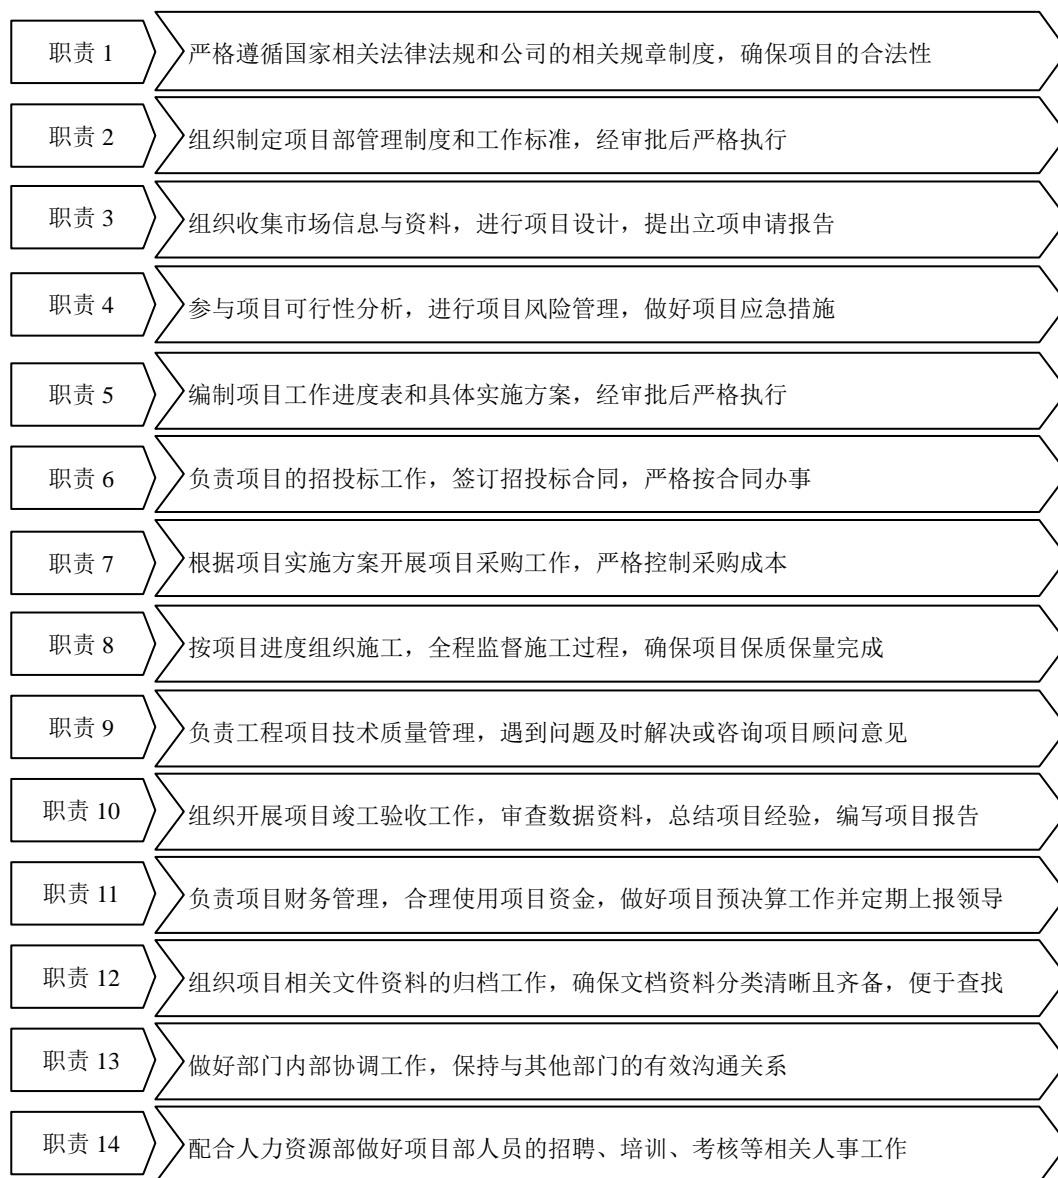 职责 1
严格遵循国家相关法律法规和公司的相关规章制度，确保项目的合法性
职责 2
组织制定项目部管理制度和工作标准，经审批后严格执行
职责 3
组织收集市场信息与资料，进行项目设计，提出立项申请报告
职责 4
参与项目可行性分析，进行项目风险管理，做好项目应急措施
职责 5
编制项目工作进度表和具体实施方案，经审批后严格执行
职责 6
负责项目的招投标工作，签订招投标合同，严格按合同办事
职责 7
根据项目实施方案开展项目采购工作，严格控制采购成本
职责 8
按项目进度组织施工，全程监督施工过程，确保项目保质保量完成
职责 9
负责工程项目技术质量管理，遇到问题及时解决或咨询项目顾问意见
职责 10
组织开展项目竣工验收工作，审查数据资料，总结项目经验，编写项目报告
职责 11
负责项目财务管理，合理使用项目资金，做好项目预决算工作并定期上报领导
职责 12
组织项目相关文件资料的归档工作，确保文档资料分类清晰且齐备，便于查找
职责 13
做好部门内部协调工作，保持与其他部门的有效沟通关系
职责 14
配合人力资源部做好项目部人员的招聘、培训、考核等相关人事工作